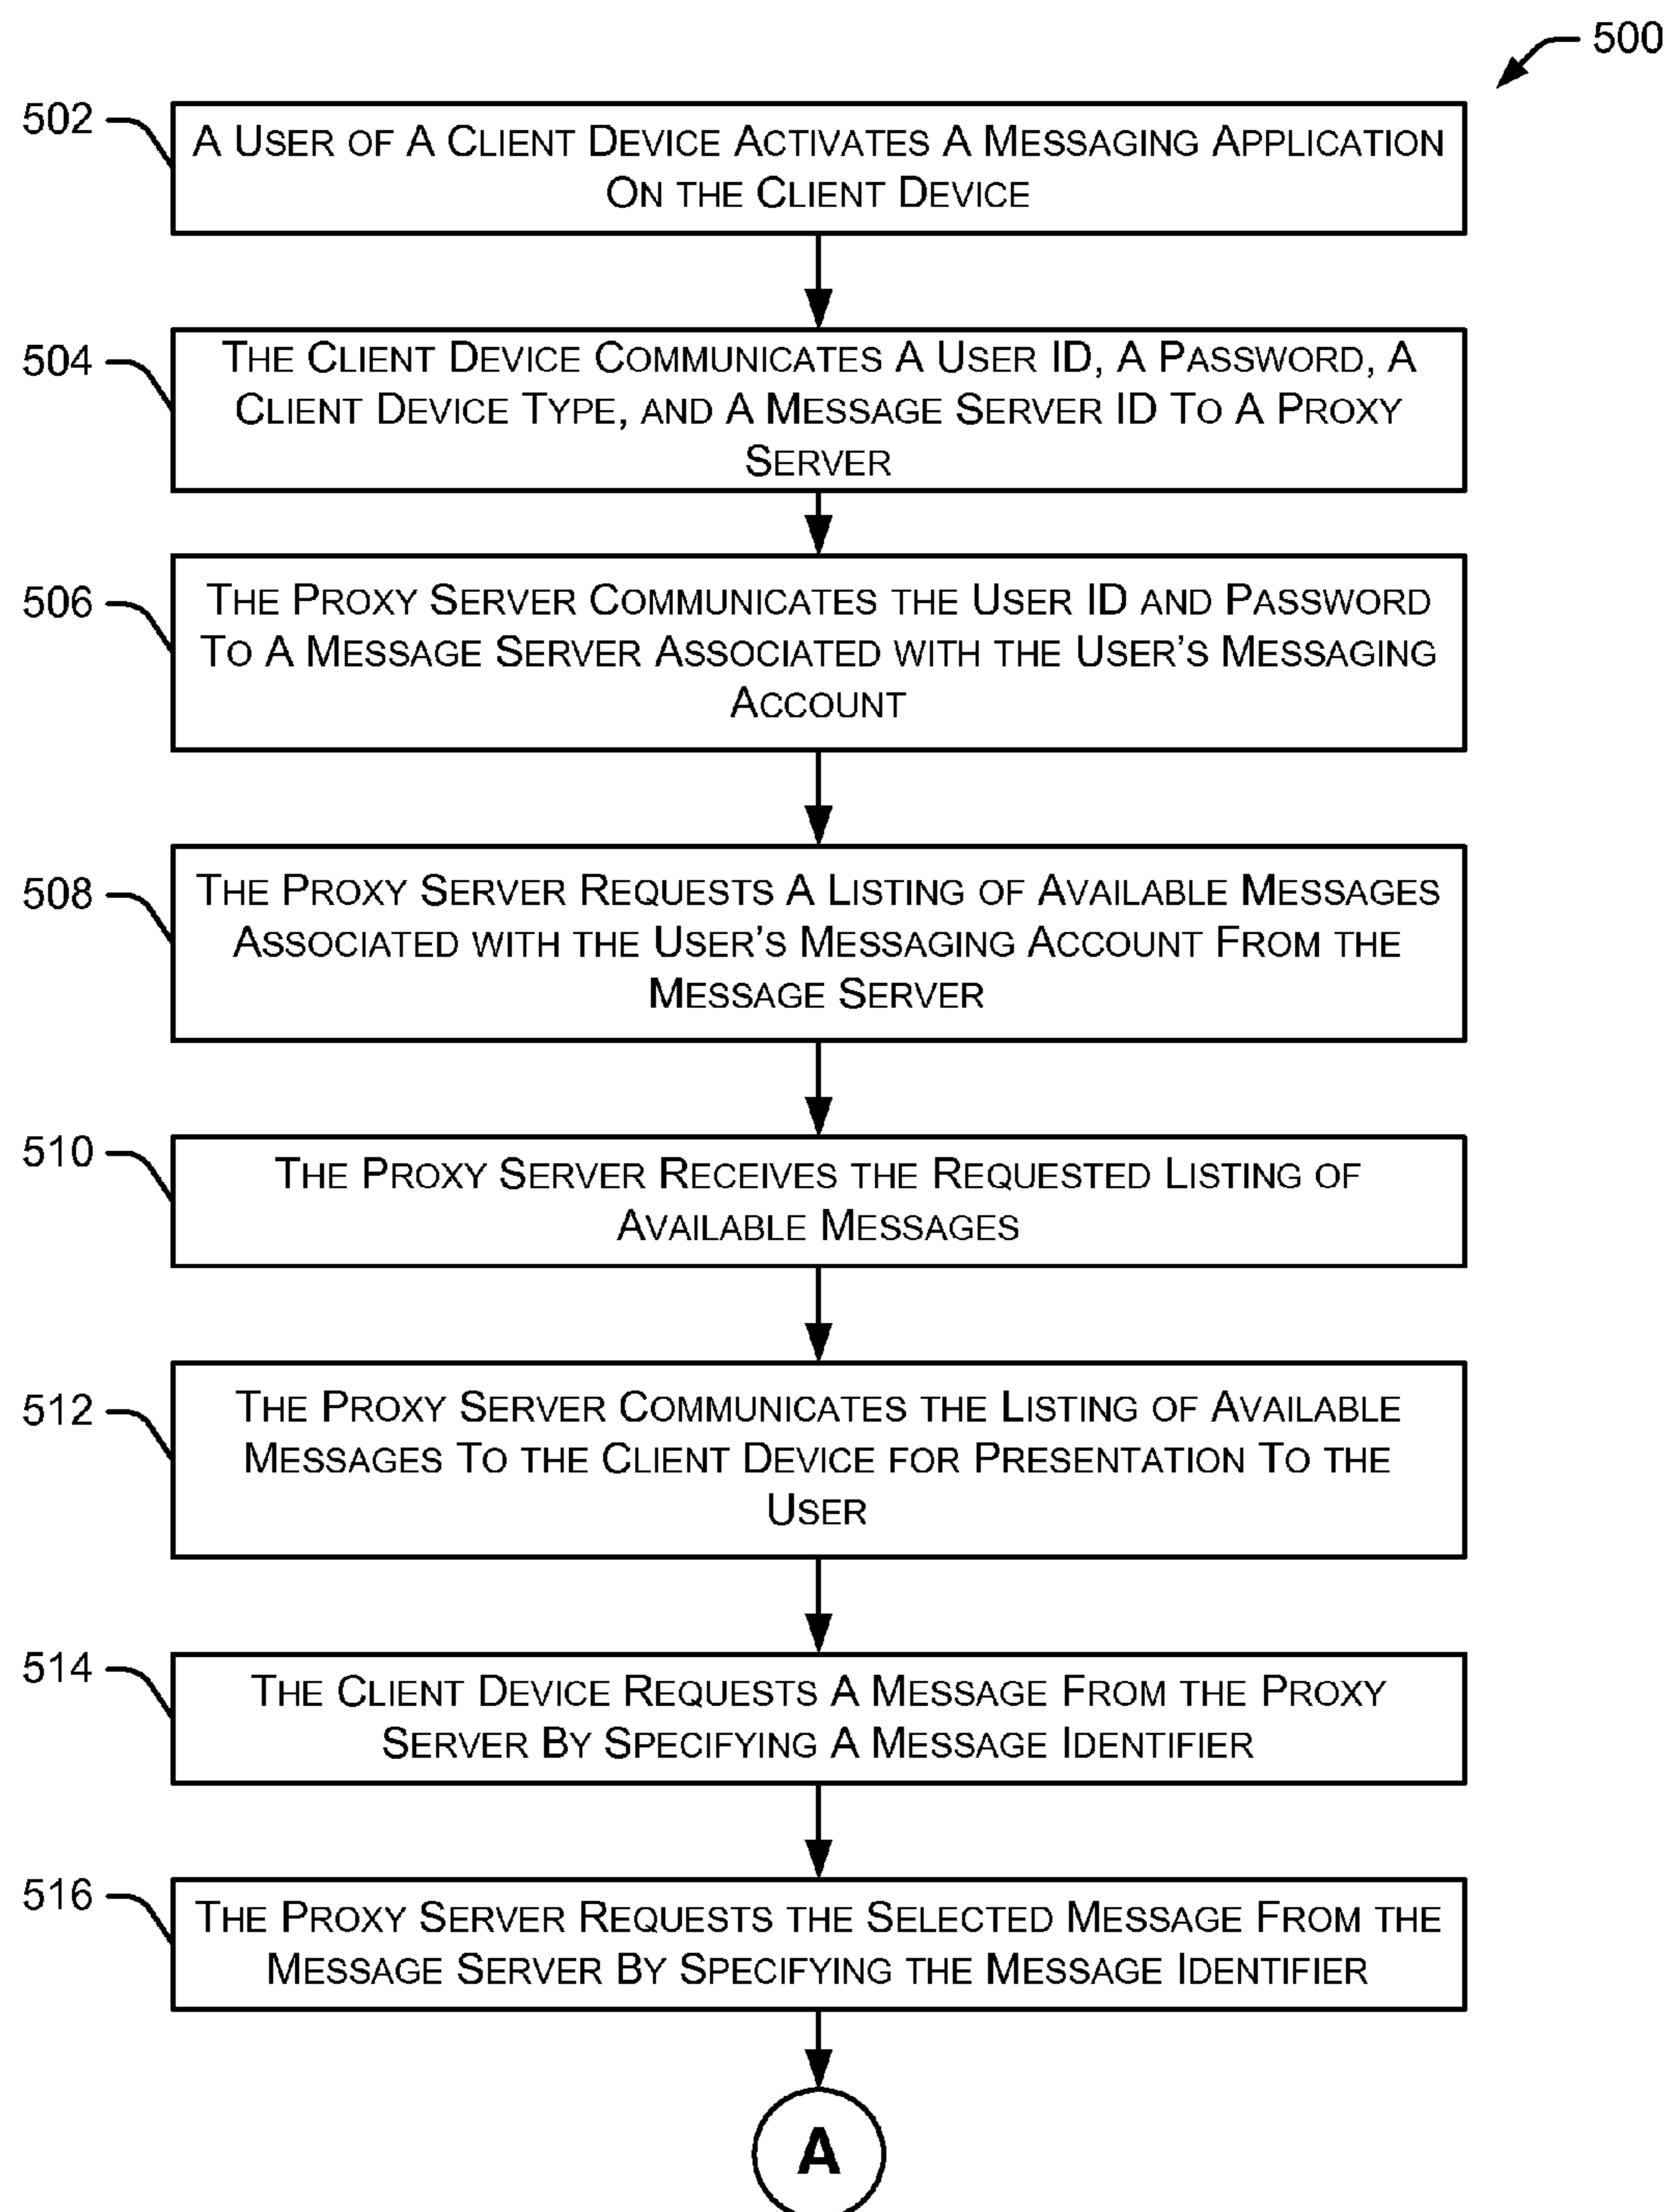 500
502
A User of A Client Device Activates A Messaging Application
On the Client Device
504
The Client Device Communicates A User ID, A Password, A
Client Device Type, and A Message Server ID To A Proxy
Server
506
The Proxy Server Communicates the User ID and Password
To A Message Server Associated with the User's Messaging
Account
508
The Proxy Server Requests A Listing of Available Messages
Associated with the User's Messaging Account From the
Message Server
510
The Proxy Server Receives the Requested Listing of
Available Messages
512
The Proxy Server Communicates the Listing of Available
Messages To the Client Device for Presentation To the
User
514
The Client Device Requests A Message From the Proxy
Server By Specifying A Message Identifier
516
The Proxy Server Requests the Selected Message From the
Message Server By Specifying the Message Identifier
A